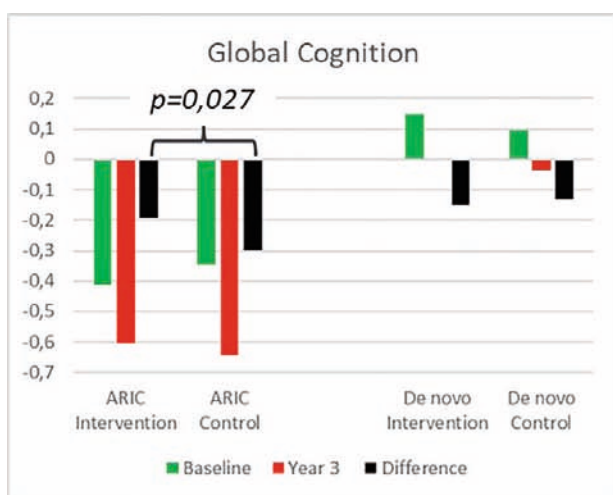 Global Cognition
p=0,027
0,2
0,1
0
-0,1
-0,2
-0,3
-0,4
-0,5
-0,6
-0,7
ARIC Intervention
ARIC Control
De novo Intervention
De novo Control
Baseline Year 3 Difference